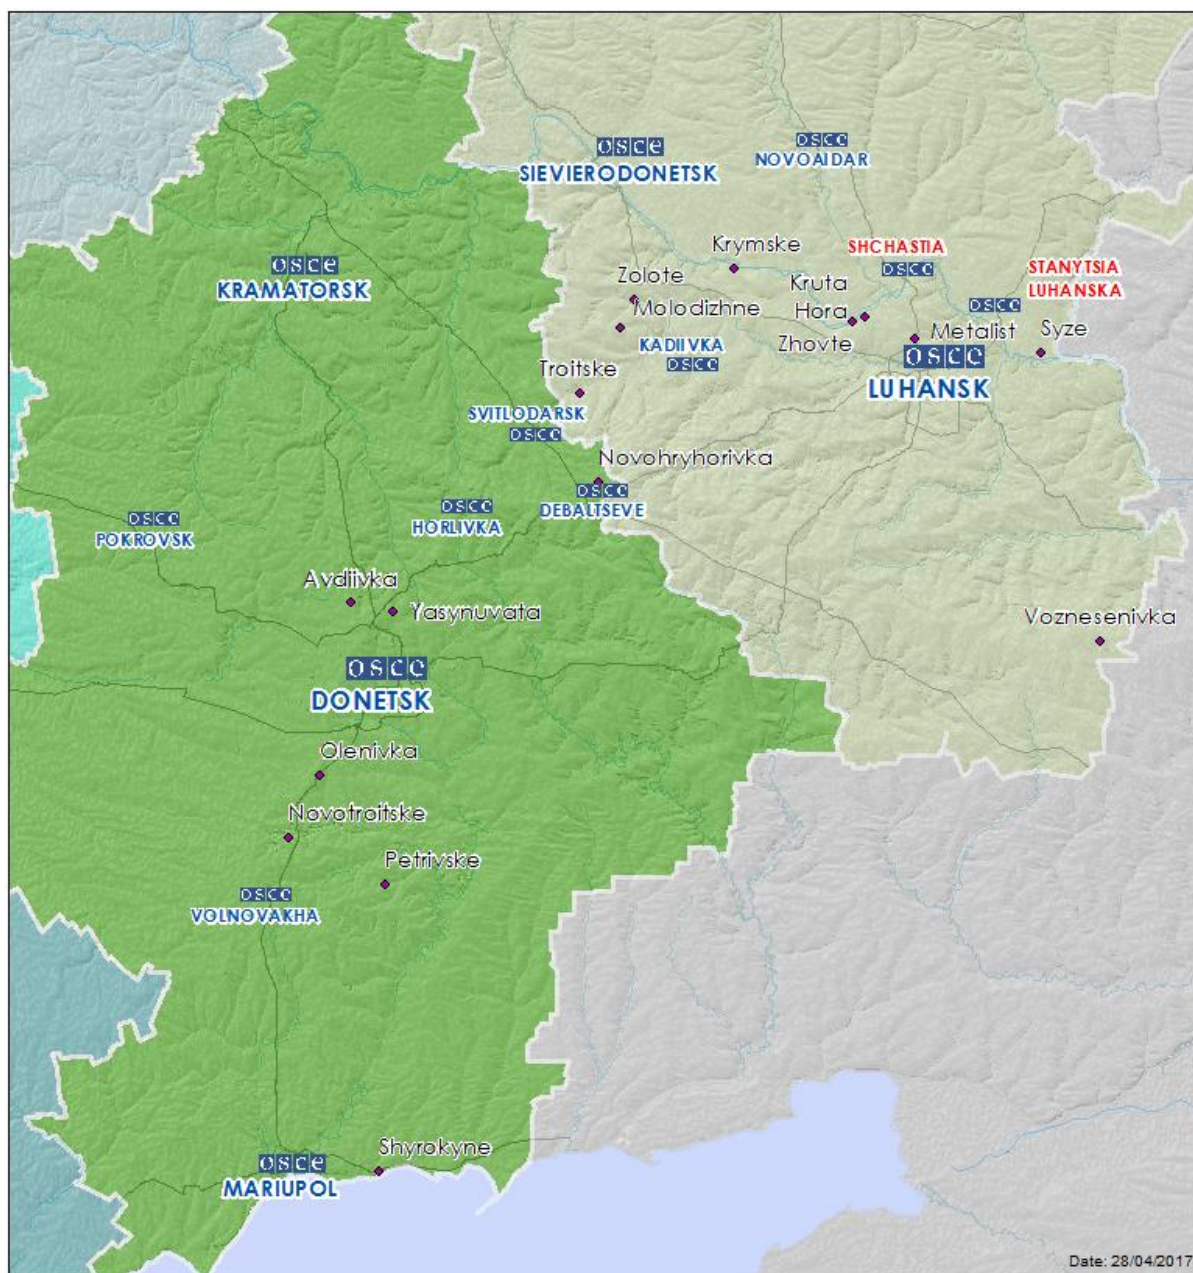 osce
SIEVIERODONETSK
osce
NOVOAIDAR
osce
KRAMATORSK
Krymske
SHCHASTIA
osce
STANYTSIA
LUHANSKA
osce
Zolote
Molodizhne
Kruta
Hora
Zhovte
Metalist
Syze
KADIIVKA
osce
osce
LUHANSK
Troitske
SVITLODARSK
osce
Novohryhorivka
osce
DEBALTSEVE
osce
HORLIVKA
osce
POKROVSK
Avdiivka
Yasynuvata
Voznesenivka
osce
DONETSK
Olenivka
Novotroitske
Petrivske
osce
VOLNOVAKHA
Shyrokyne
osce
MARIUPOL
Date: 28/04/2017